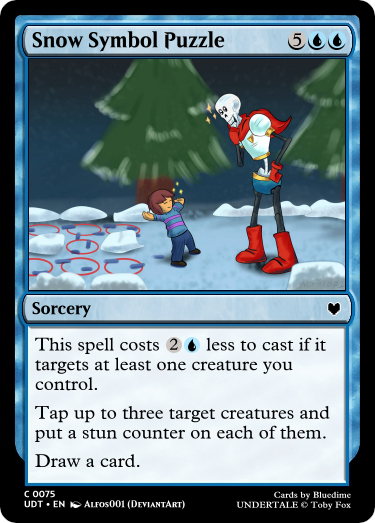 Snow Symbol Puzzle 5
Sorcery
This spell costs 2 less to cast if it
targets at least one creature you
control.
Tap up to three target creatures and
put a stun counter on each of them.
Draw a card.
C 0075
UDT • EN Alfos001 (DeviantArt)
Cards by Bluedime
UNDERTALE © Toby Fox